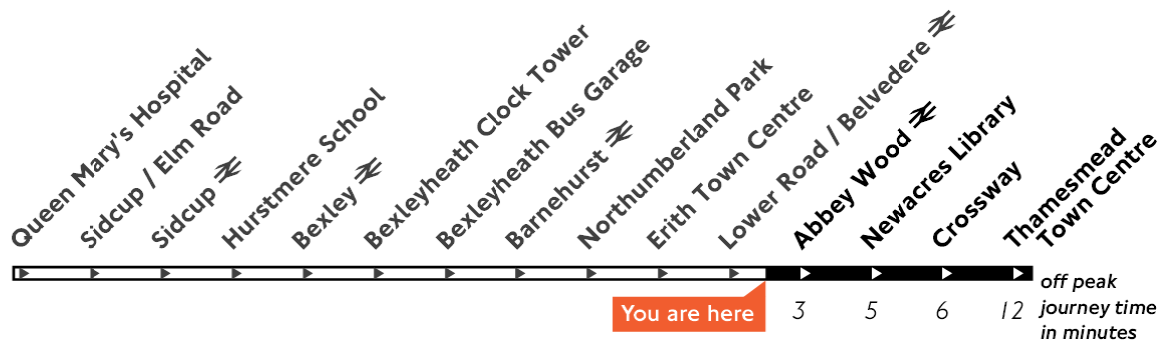 Queen Mary's Hospital
Sidcup / Elm Road
Sidcup
Hurstmere School
Bexley
Bexleyheath Clock Tower
Bexleyheath Bus Garage
Barnehurst
Northumberland Park
Erith Town Centre
Lower Road / Belvedere
Abbey Wood
Newacres Library
Crossway
Thamesmead
Town Centre
You are here
3
5
6
12
off peak
journey time
in minutes